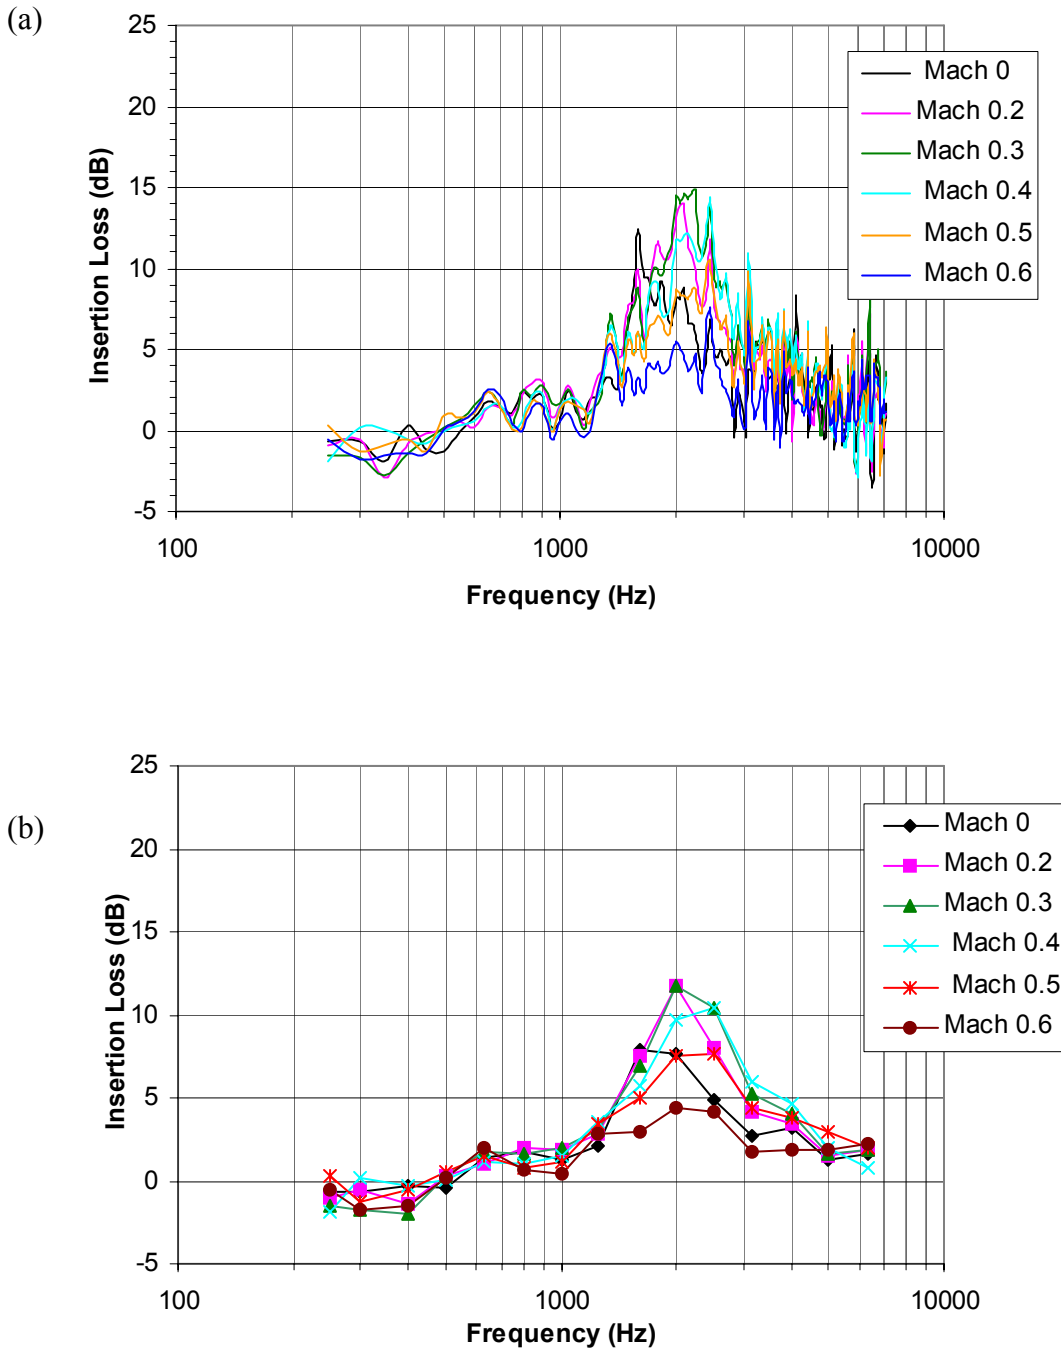 (a)
25
20
15
10
5
0
-5
Insertion Loss (dB)
100
1000
10000
Frequency (Hz)
Mach 0
Mach 0.2
Mach 0.3
Mach 0.4
Mach 0.5
Mach 0.6
(b)
25
20
15
10
5
0
-5
Insertion Loss (dB)
100
1000
10000
Frequency (Hz)
Mach 0
Mach 0.2
Mach 0.3
Mach 0.4
Mach 0.5
Mach 0.6